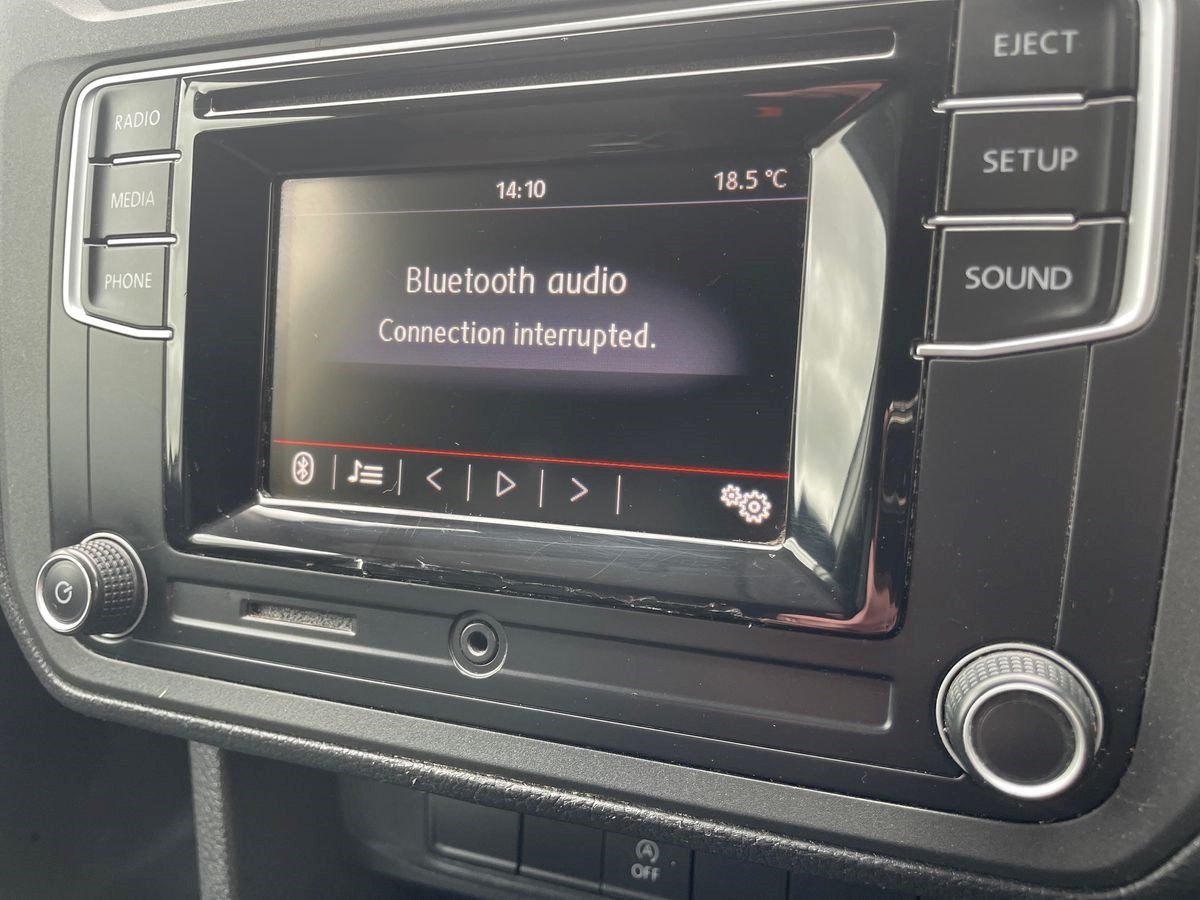 EJECT
RADIO
SETUP
14:10
18.5 °C
MEDIA
PHONE
SOUND
Bluetooth audio
Connection interrupted.
OFF